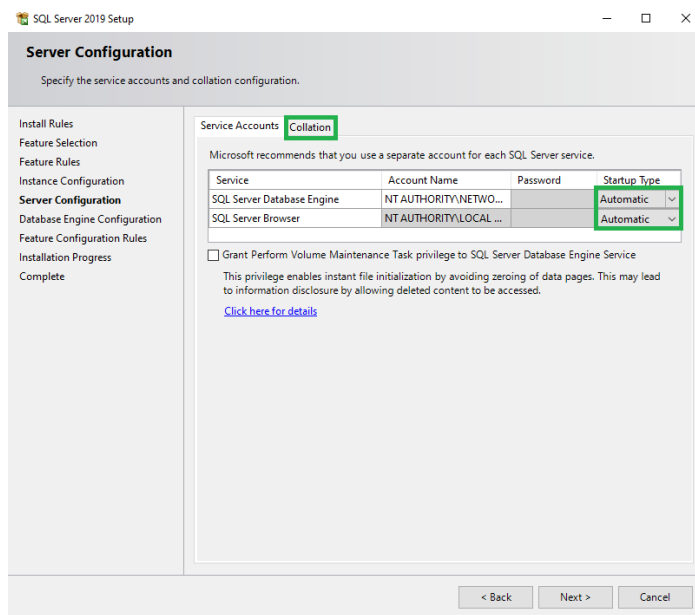 SQL Server 2019 Setup
Server Configuration
Specify the service accounts and collation configuration.
Install Rules
Feature Selection
Feature Rules
Instance Configuration
Server Configuration
Database Engine Configuration
Feature Configuration Rules
Installation Progress
Complete
Service Accounts Collation
Microsoft recommends that you use a separate account for each SQL Server service.
Service Account Name Password Startup Type
SQL Server Database Engine NT AUTHORITY\NETWO... Automatic
SQL Server Browser NT AUTHORITY\LOCAL ... Automatic
Grant Perform Volume Maintenance Task privilege to SQL Server Database Engine Service
This privilege enables instant file initialization by avoiding zeroing of data pages. This may lead
to information disclosure by allowing deleted content to be accessed.
Click here for details
< Back Next > Cancel